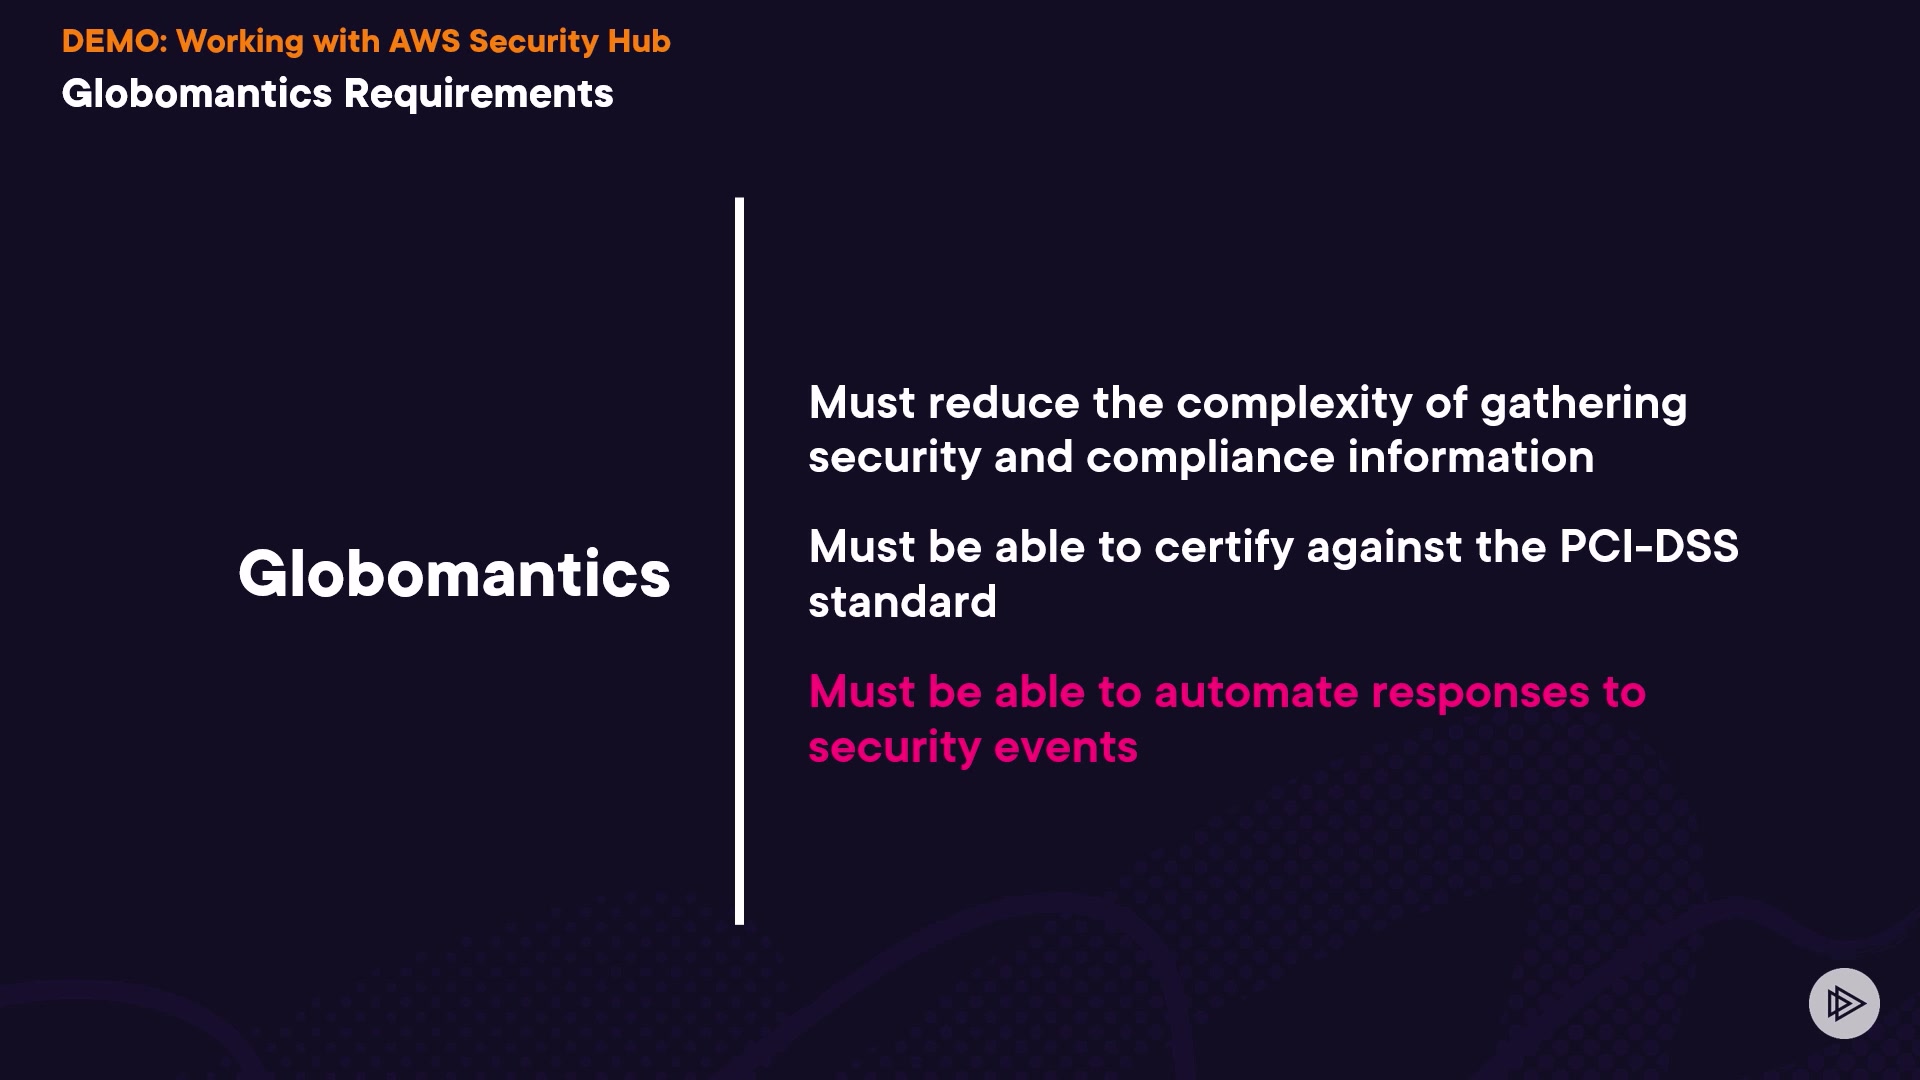 DEMO: Working with AWS Security Hub
Globomantics Requirements
Globomantics
Must reduce the complexity of gathering
security and compliance information
Must be able to certify against the PCI-DSS
standard
Must be able to automate responses to
security events